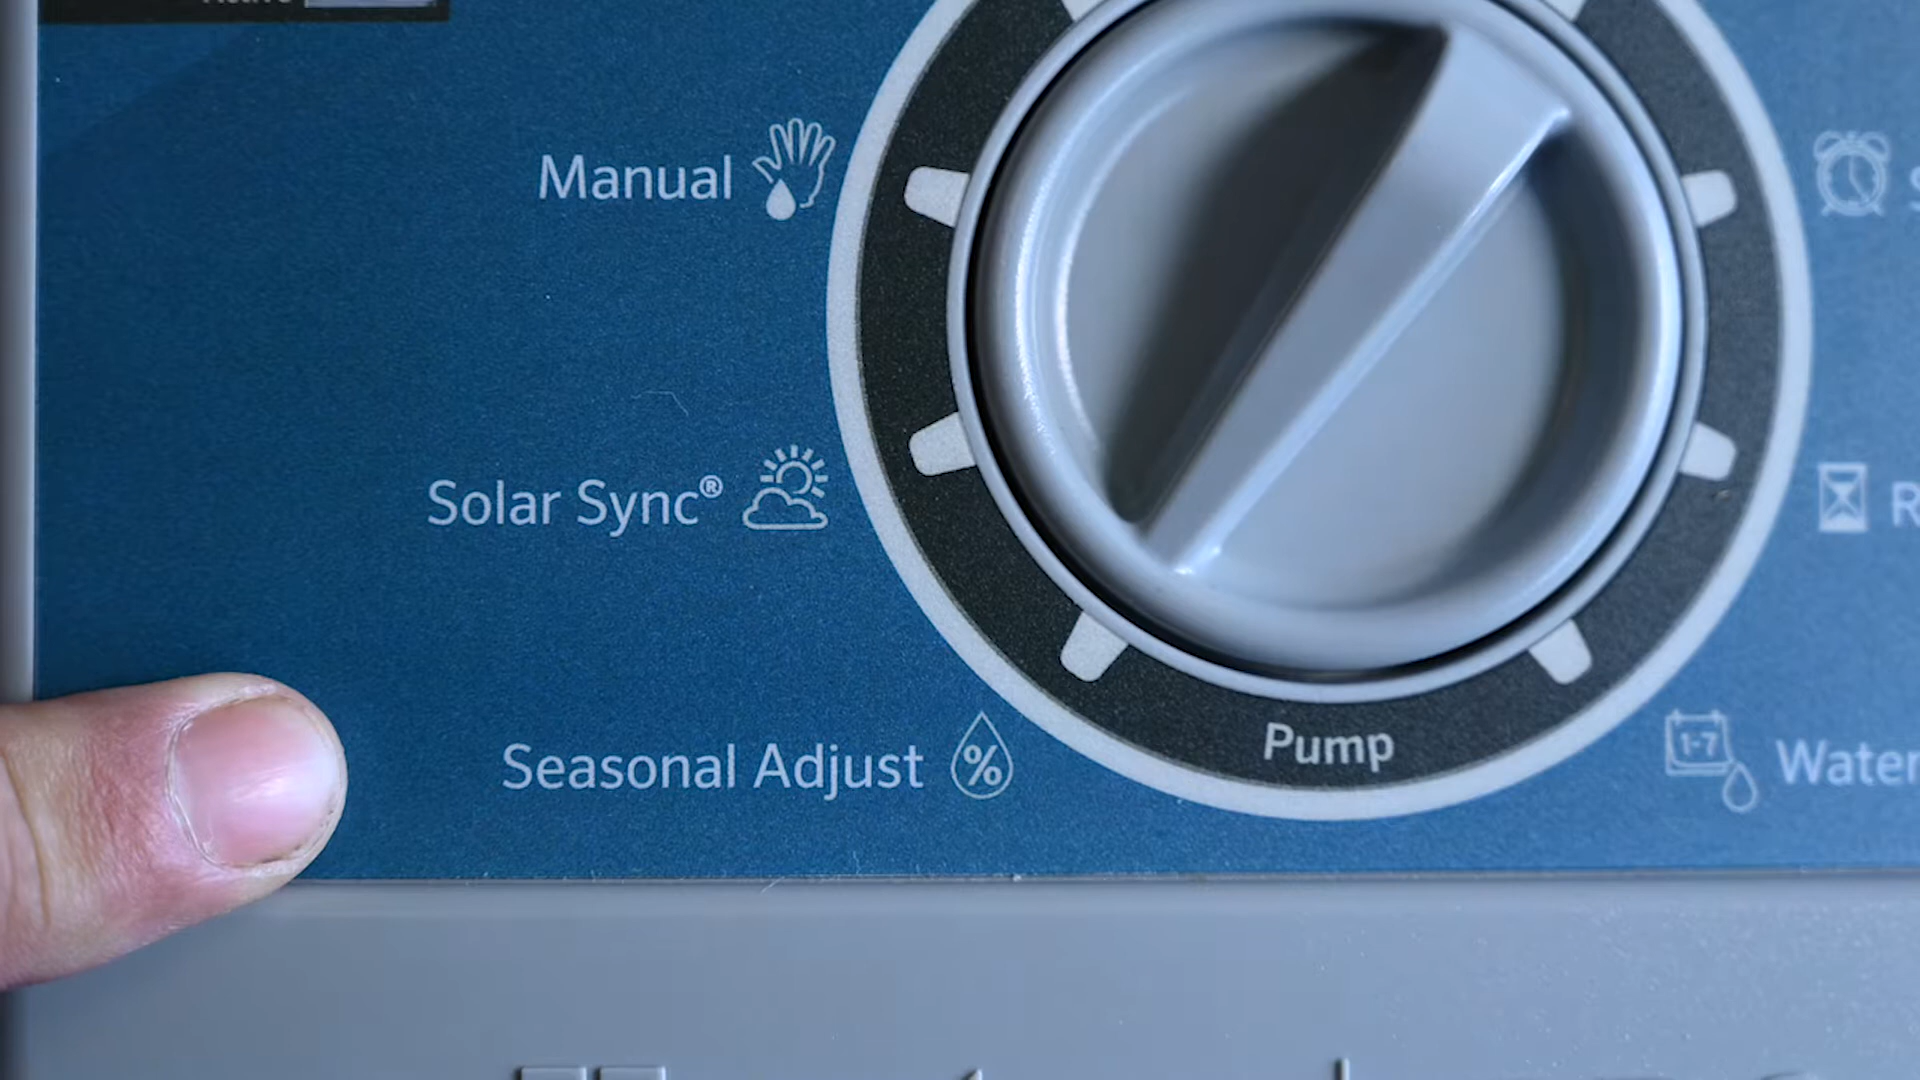 Manual
Solar Sync®
Seasonal Adjust %
Pump
1-7
Water